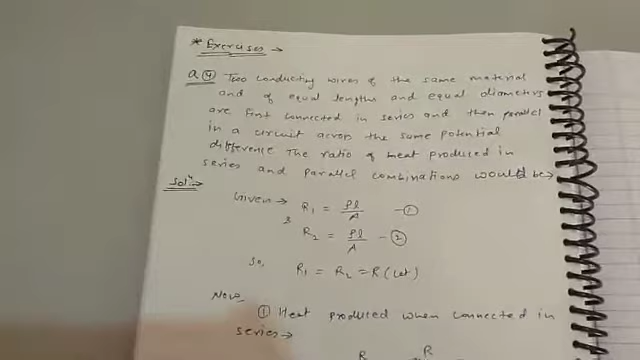 * Exercises →
Q ④ Two conducting wires of the same material
and of equal lengths and equal diameters
are first connected in series and then parallel
in a circuit across the same potential
difference The ratio of heat produced in
series and parallel combinations would be→
Solⁿ→
Given → R₁ = ρl/A —①
&
R₂ = ρl/A —②
So,
R₁ = R₂ = R (let)
Now,
① Heat produced when connected in
series→
R R